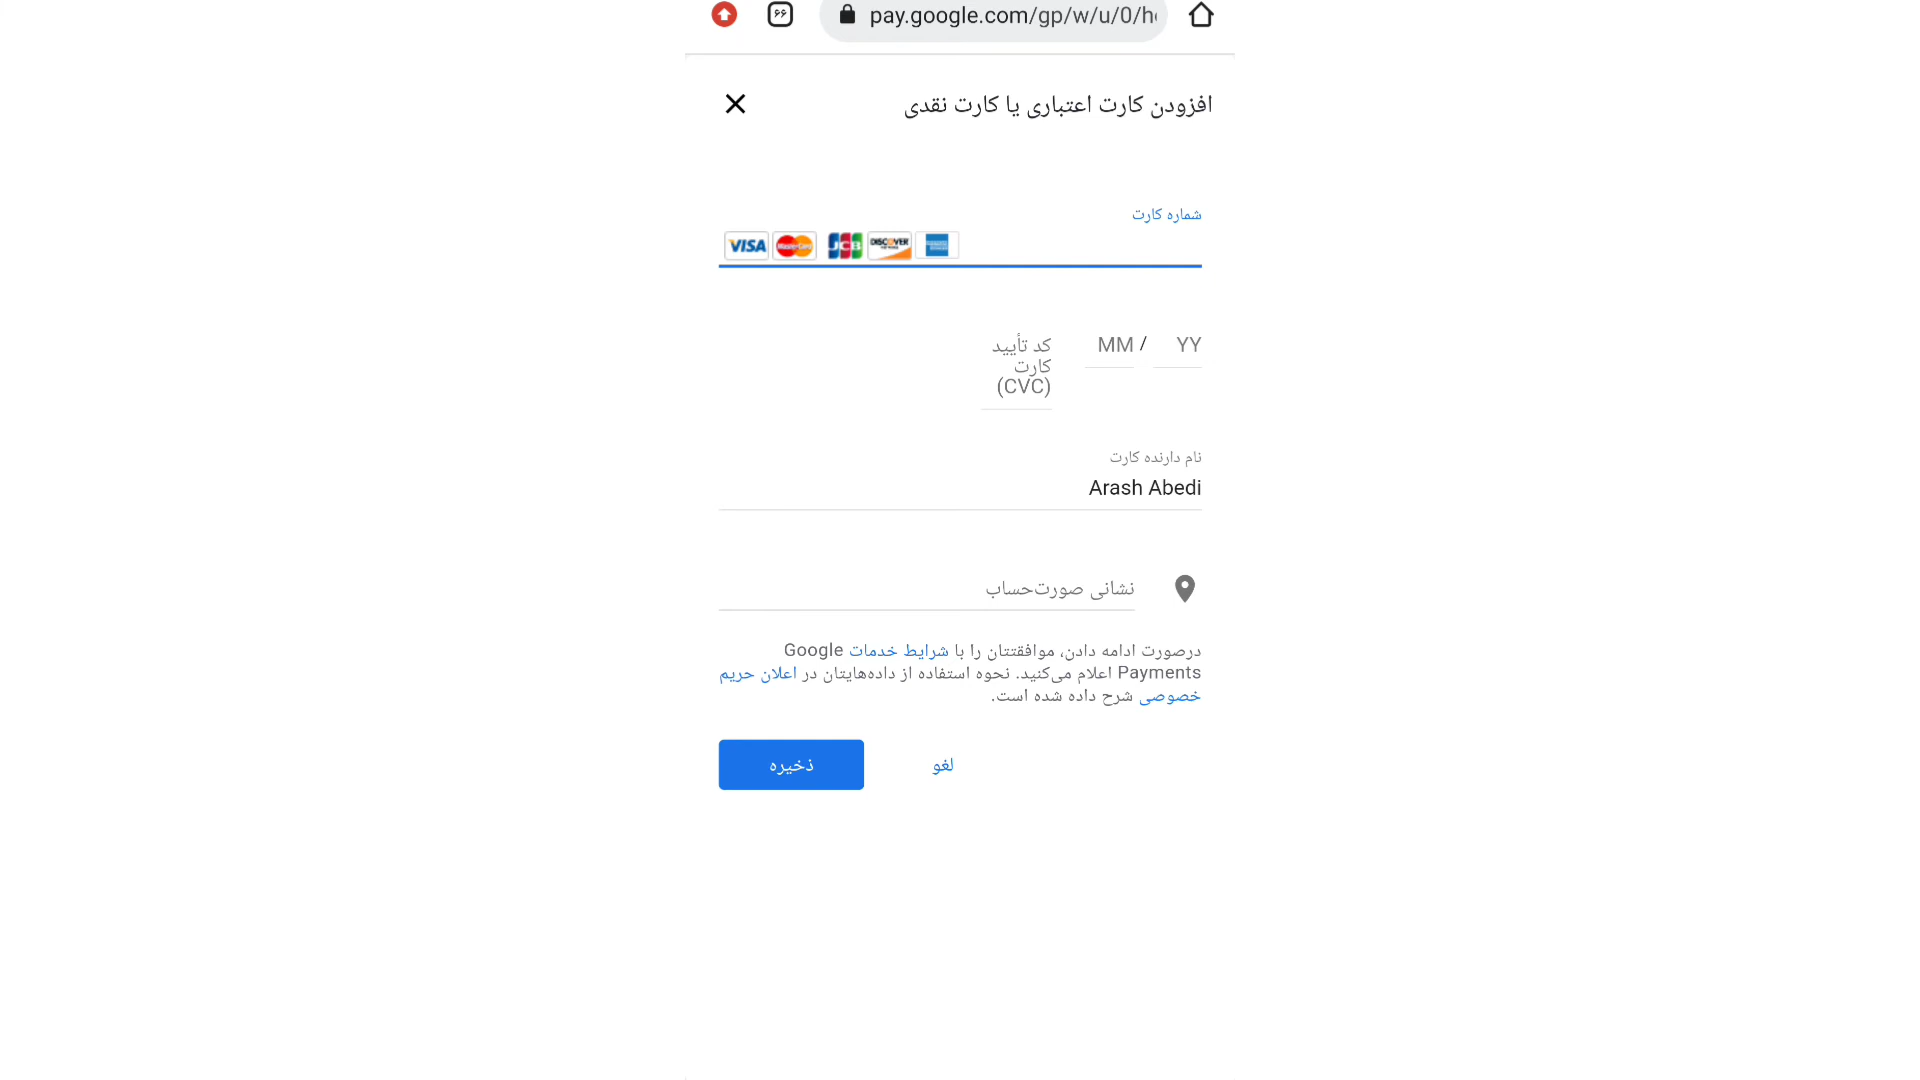 ۶۶
pay.google.com/gp/w/u/0/h
افزودن کارت اعتباری یا کارت نقدی
شماره کارت
VISA MasterCard JCB DISCOVER
MM / YY
کد تأیید
کارت
(CVC)
نام دارنده کارت
Arash Abedi
نشانی صورت‌حساب
درصورت ادامه دادن، موافقتتان را با شرایط خدمات Google
Payments اعلام می‌کنید. نحوه استفاده از داده‌هایتان در اعلان حریم
خصوصی شرح داده شده است.
لغو
ذخیره